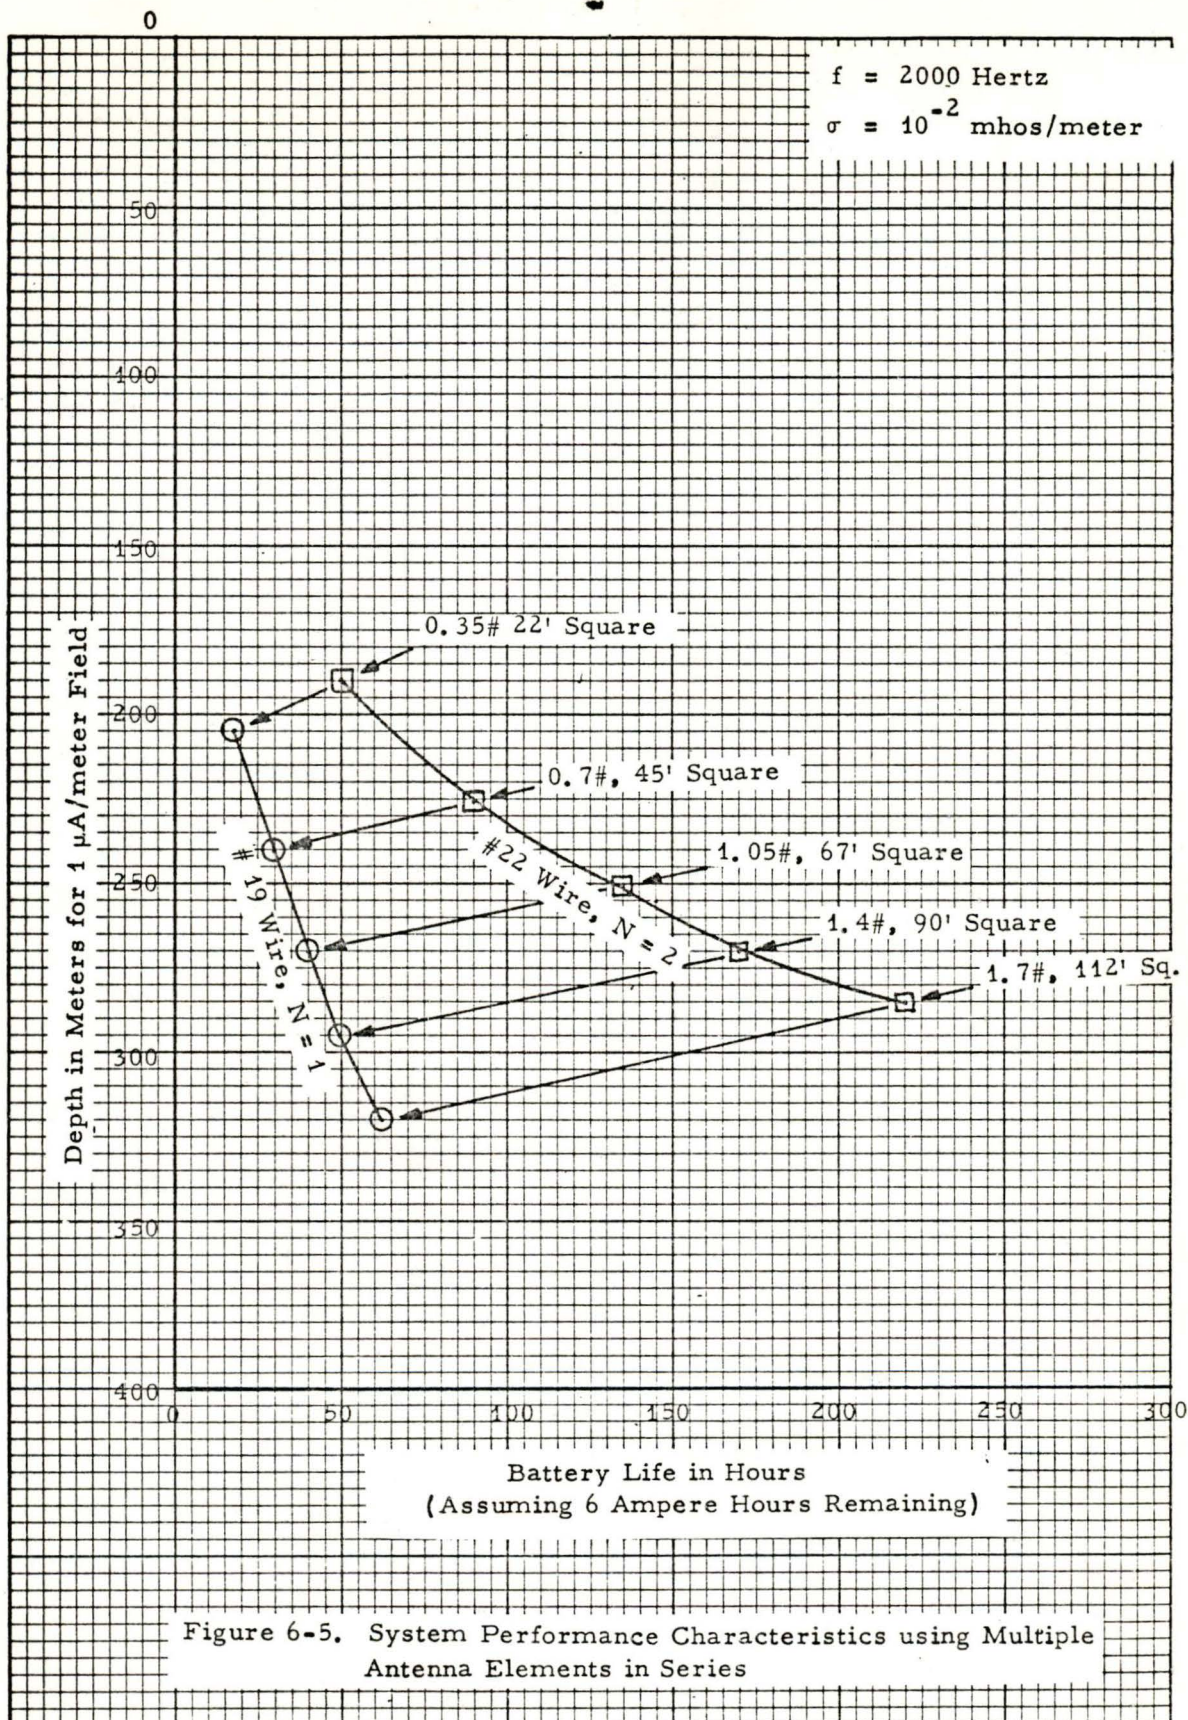 0
f = 2000 Hertz
σ = 10⁻² mhos/meter
50
100
150
200
250
300
350
400
Depth in Meters for 1 µA/meter Field
0.35# 22' Square
0.7#, 45' Square
1.05#, 67' Square
1.4#, 90' Square
1.7#, 112' Sq.
#22 Wire, N = 2
# 19 Wire, N = 1
0 50 100 150 200 250 300
Battery Life in Hours
(Assuming 6 Ampere Hours Remaining)
Figure 6-5. System Performance Characteristics using Multiple
Antenna Elements in Series